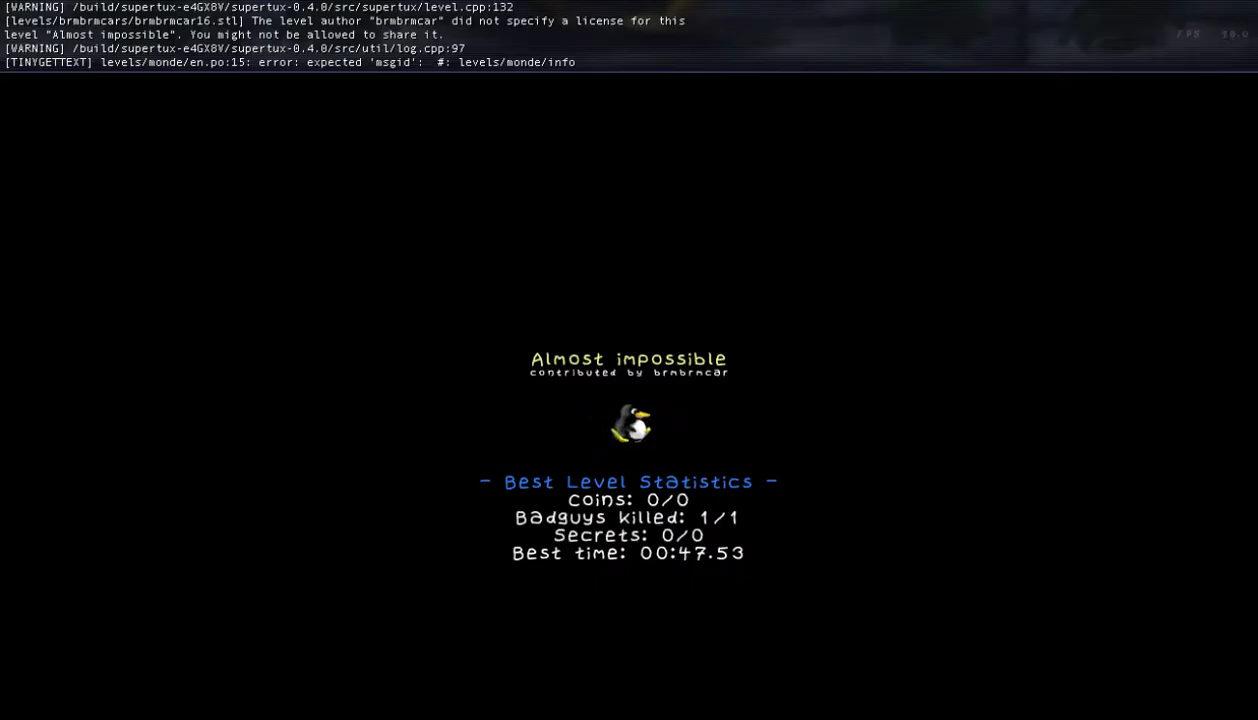 [WARNING] /build/supertux-e4GX8V/supertux-0.4.0/src/supertux/level.cpp:132
[levels/brmbrmcars/brmbrmcar16.stl] The level author "brmbrmcar" did not specify a license for this
level "Almost impossible". You might not be allowed to share it.
[WARNING] /build/supertux-e4GX8V/supertux-0.4.0/src/util/log.cpp:97
[TINYGETTEXT] levels/monde/en.po:15: error: expected 'msgid':  #: levels/monde/info
FPS
Almost impossible
contributed by brmbrmcar
- Best Level Statistics -
Coins: 0/0
Badguys killed: 1/1
Secrets: 0/0
Best time: 00:47.53